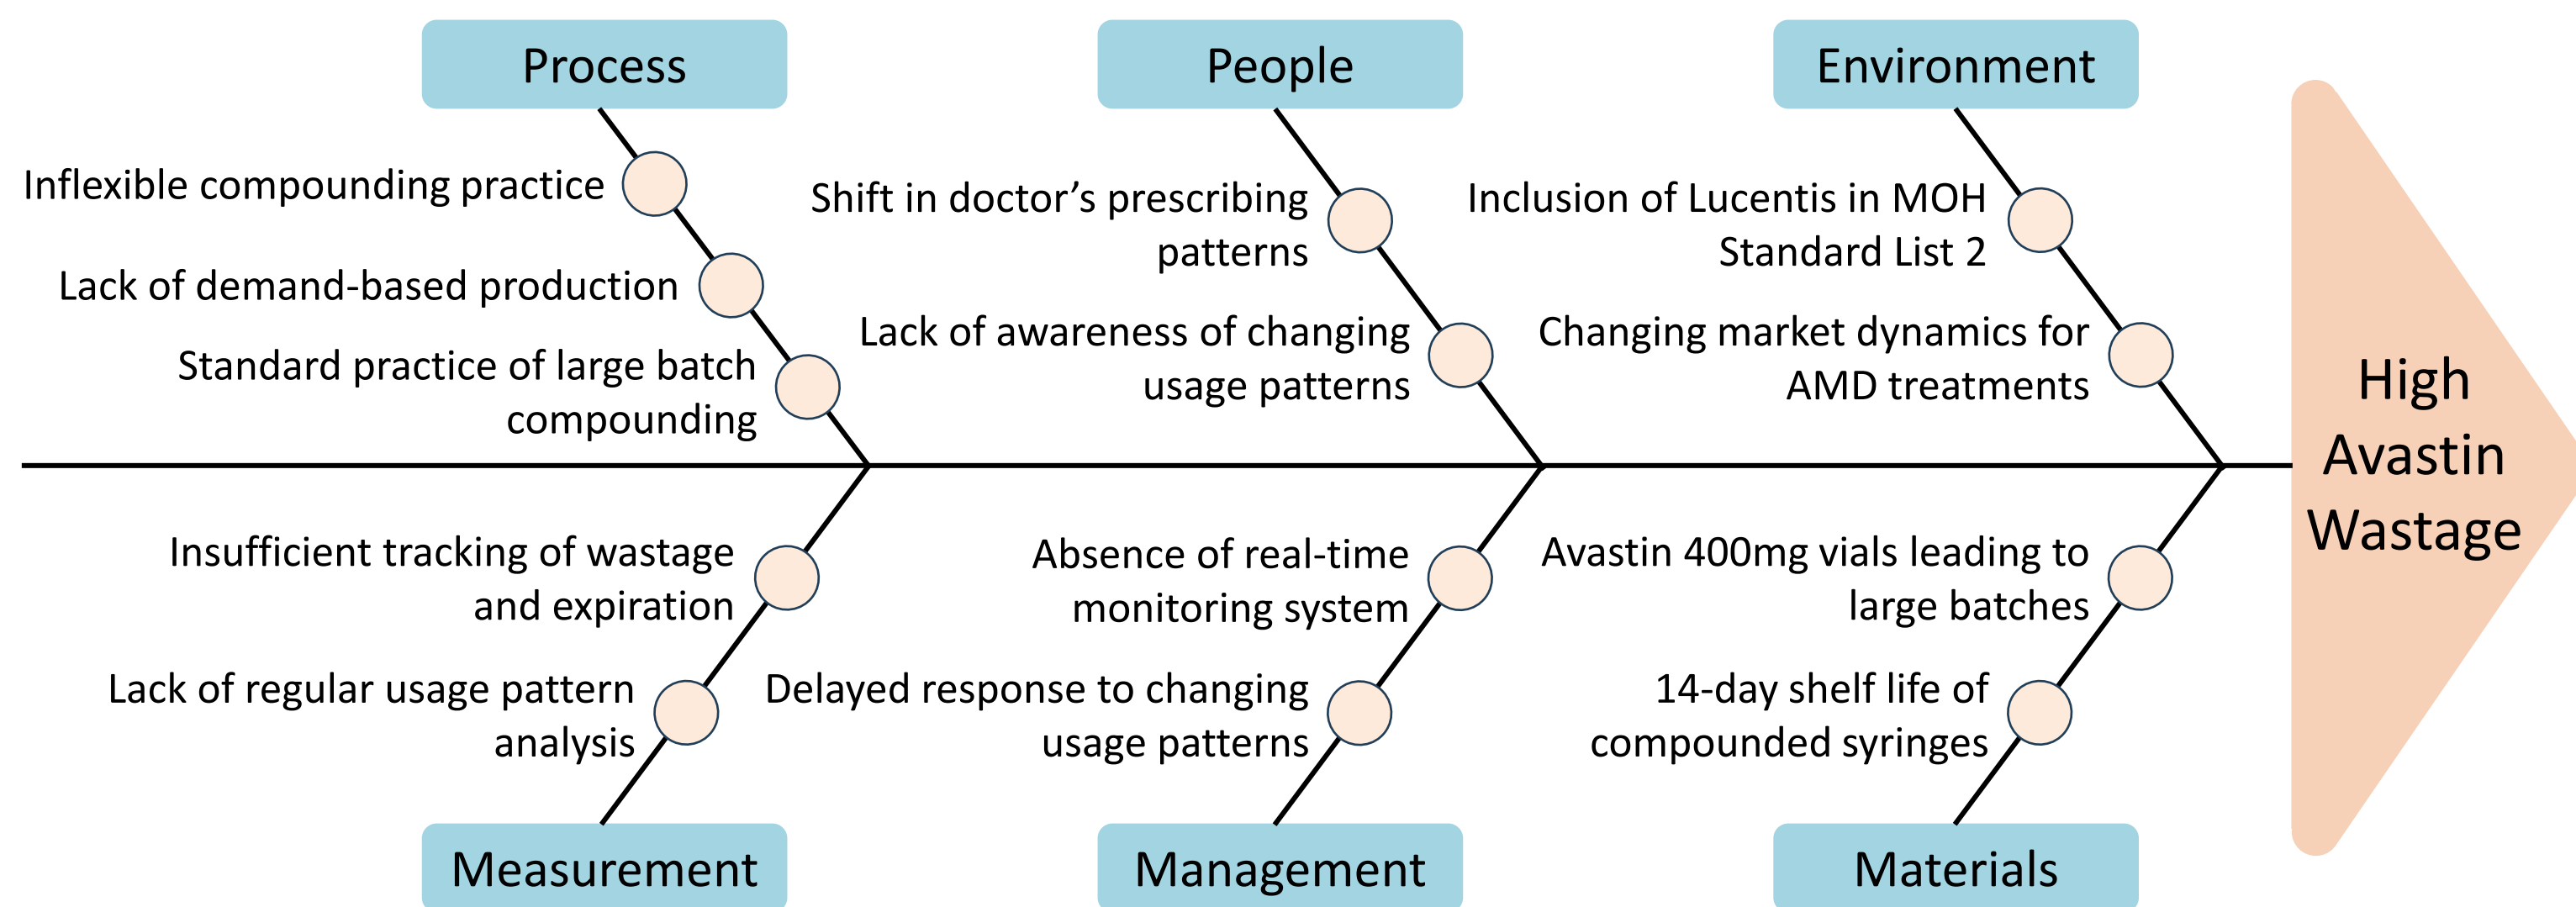 Process
People
Environment
Inflexible compounding practice
Lack of demand-based production
Standard practice of large batch
compounding
Shift in doctor’s prescribing
patterns
Lack of awareness of changing
usage patterns
Inclusion of Lucentis in MOH
Standard List 2
Changing market dynamics for
AMD treatments
High
Avastin
Wastage
Insufficient tracking of wastage
and expiration
Lack of regular usage pattern
analysis
Absence of real-time
monitoring system
Delayed response to changing
usage patterns
Avastin 400mg vials leading to
large batches
14-day shelf life of
compounded syringes
Measurement
Management
Materials